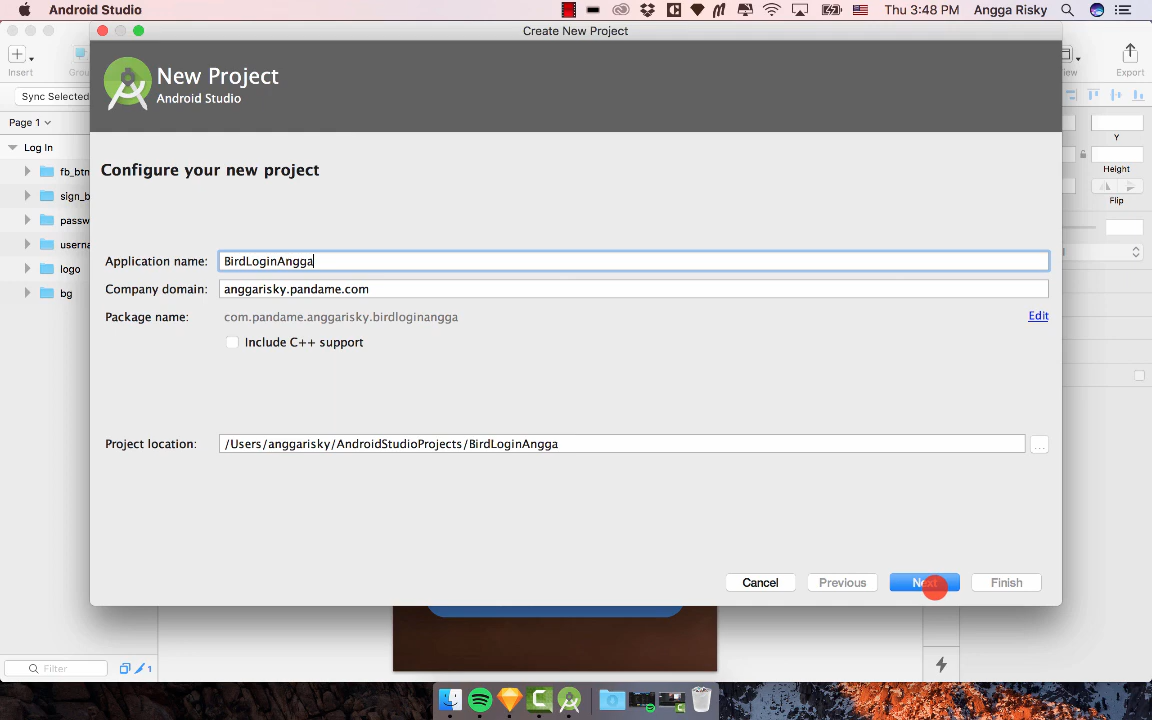 Android Studio
Thu 3:48 PM Angga Risky
Create New Project
Insert
View
Export
New Project
Android Studio
Sync Selected
Page 1
Y
Log In
Configure your new project
Height
fb_btn
Flip
sign_b
passw
userna
Application name: BirdLoginAngga
logo
Company domain: anggarisky.pandame.com
bg
Package name: com.pandame.anggarisky.birdloginangga Edit
Include C++ support
Project location: /Users/anggarisky/AndroidStudioProjects/BirdLoginAngga ...
Cancel Previous Next Finish
Filter
1